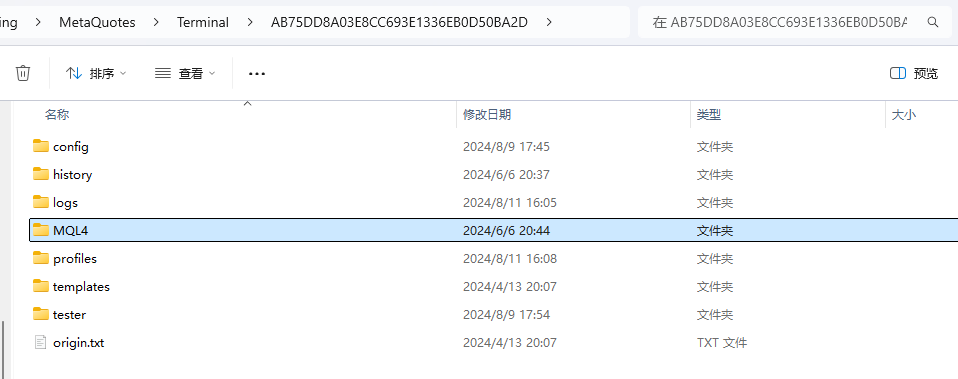 ing > MetaQuotes > Terminal > AB75DD8A03E8CC693E1336EB0D50BA2D > 在 AB75DD8A03E8CC693E1336EB0D50BA
排序 查看 ... 预览
名称 修改日期 类型 大小
config 2024/8/9 17:45 文件夹
history 2024/6/6 20:37 文件夹
logs 2024/8/11 16:05 文件夹
MQL4 2024/6/6 20:44 文件夹
profiles 2024/8/11 16:08 文件夹
templates 2024/4/13 20:07 文件夹
tester 2024/8/9 17:54 文件夹
origin.txt 2024/4/13 20:07 TXT 文件